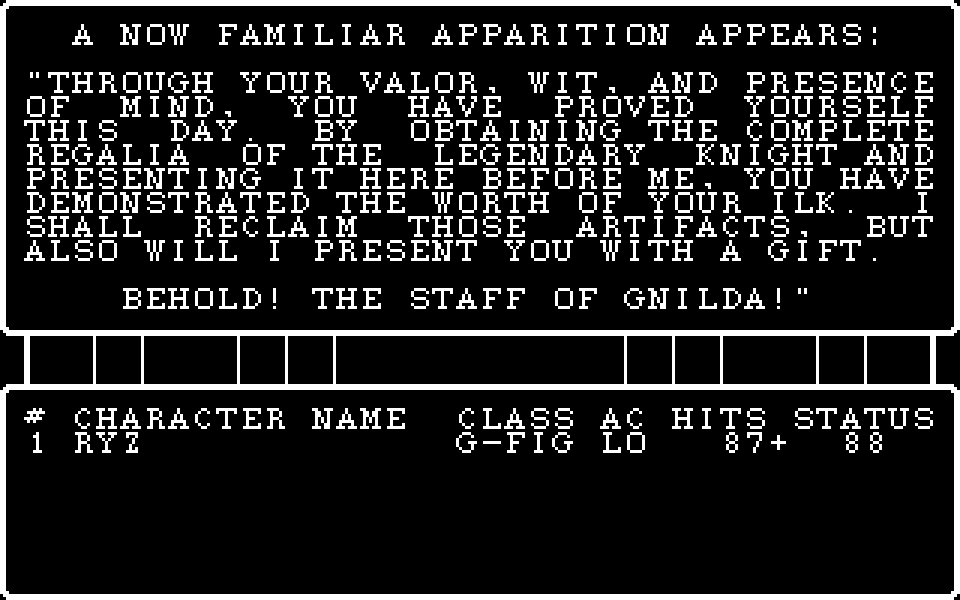 A NOW FAMILIAR APPARITION APPEARS:
"THROUGH YOUR VALOR, WIT, AND PRESENCE
OF MIND, YOU HAVE PROVED YOURSELF
THIS DAY. BY OBTAINING THE COMPLETE
REGALIA OF THE LEGENDARY KNIGHT AND
PRESENTING IT HERE BEFORE ME, YOU HAVE
DEMONSTRATED THE WORTH OF YOUR ILK. I
SHALL RECLAIM THOSE ARTIFACTS, BUT
ALSO WILL I PRESENT YOU WITH A GIFT.
BEHOLD! THE STAFF OF GNILDA!"
# CHARACTER NAME CLASS AC HITS STATUS
1 RYZ G-FIG LO 87+ 88